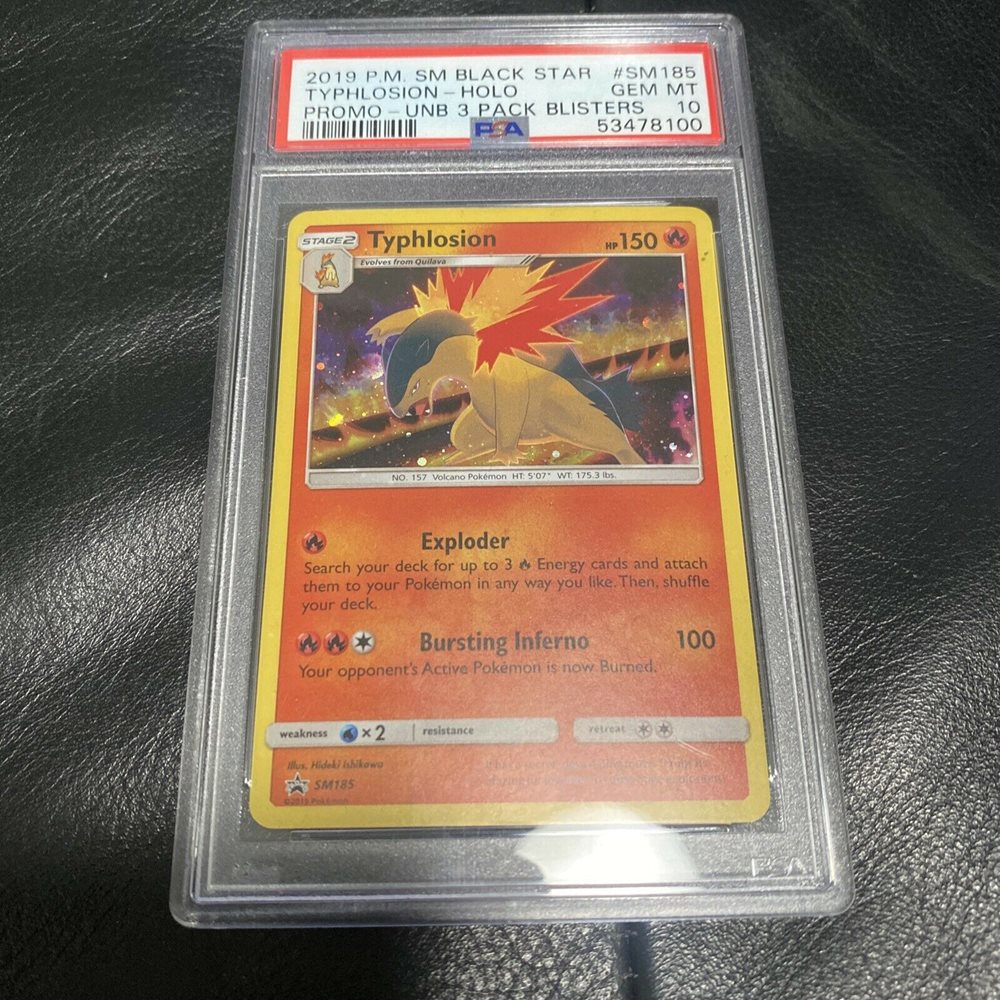 2019 P.M. SM BLACK STAR #SM185
TYPHLOSION - HOLO GEM MT
PROMO - UNB 3 PACK BLISTERS 10
PSA 53478100
STAGE 2 Typhlosion HP 150
Evolves from Quilava
NO. 157 Volcano Pokémon HT: 5'07" WT: 175.3 lbs.
Exploder
Search your deck for up to 3 Energy cards and attach
them to your Pokémon in any way you like. Then, shuffle
your deck.
Bursting Inferno 100
Your opponent's Active Pokémon is now Burned.
weakness ×2 resistance retreat
Illus. Hideki Ishikawa
SM185
©2019 Pokémon
PSA